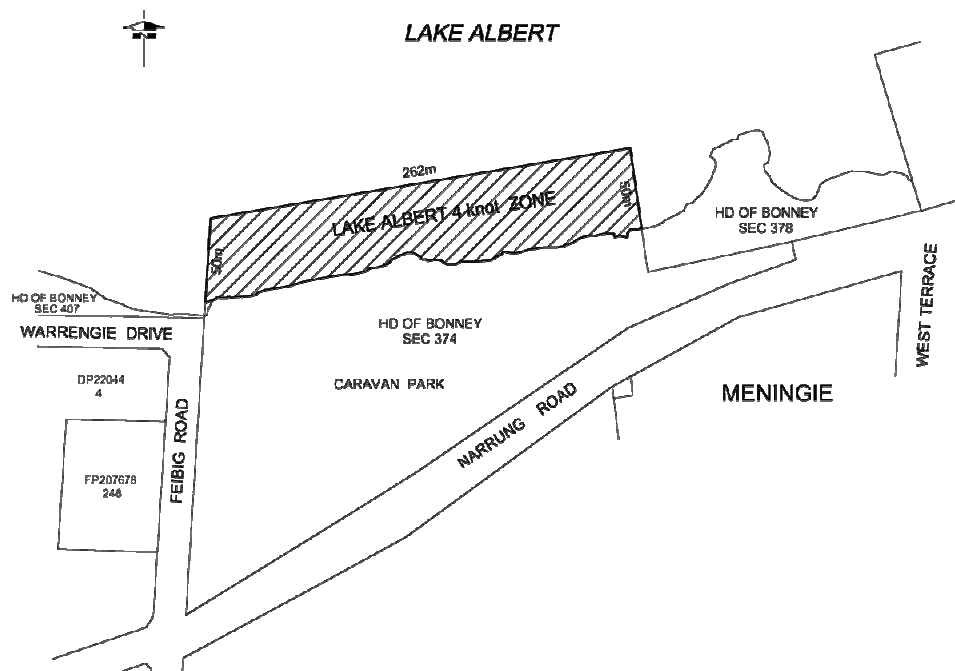 LAKE ALBERT
N
262m
50m
LAKE ALBERT 4 knot ZONE
50m
HD OF BONNEY
SEC 378
HD OF BONNEY
SEC 407
WARRENGIE DRIVE
HD OF BONNEY
SEC 374
CARAVAN PARK
DP22044
4
FP207678
248
FEIBIG ROAD
NARRUNG ROAD
MENINGIE
WEST TERRACE